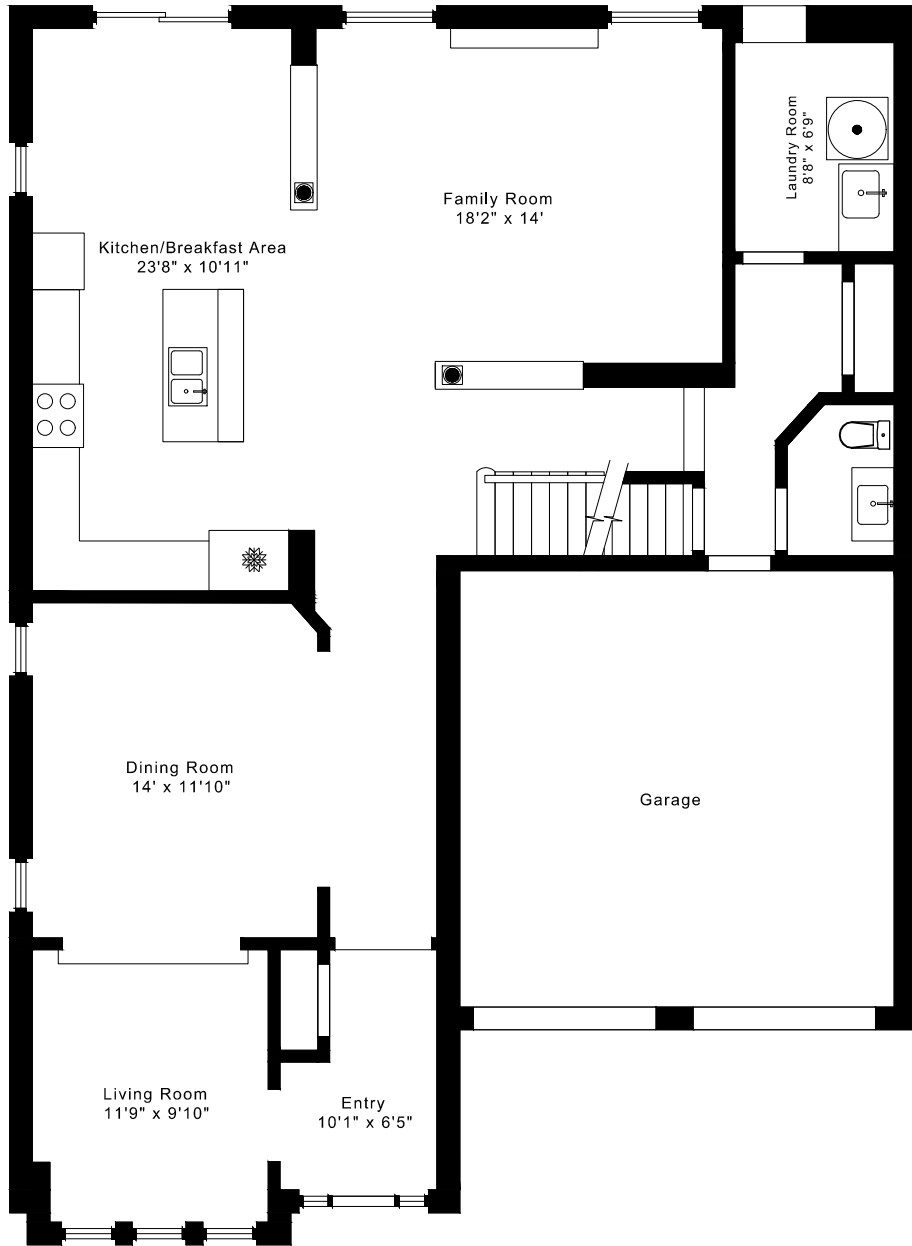 Laundry Room
8'8" x 6'9"
Family Room
18'2" x 14'
Kitchen/Breakfast Area
23'8" x 10'11"
Dining Room
14' x 11'10"
Garage
Living Room
11'9" x 9'10"
Entry
10'1" x 6'5"